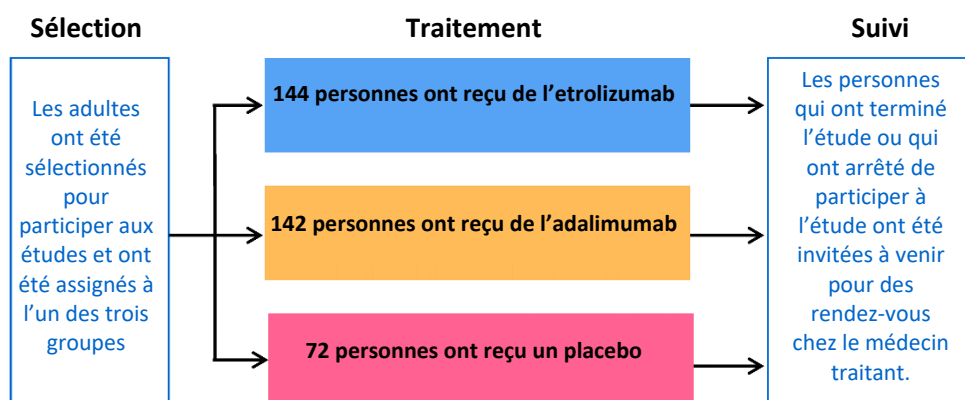 Sélection
Les adultes
ont été
sélectionnés
pour
participer aux
études et ont
été assignés à
l'un des trois
groupes
Traitement
144 personnes ont reçu de l'etrolizumab
142 personnes ont reçu de l'adalimumab
72 personnes ont reçu un placebo
Suivi
Les personnes
qui ont terminé
l'étude ou qui
ont arrêté de
participer à
l'étude ont été
invitées à venir
pour des
rendez-vous
chez le médecin
traitant.